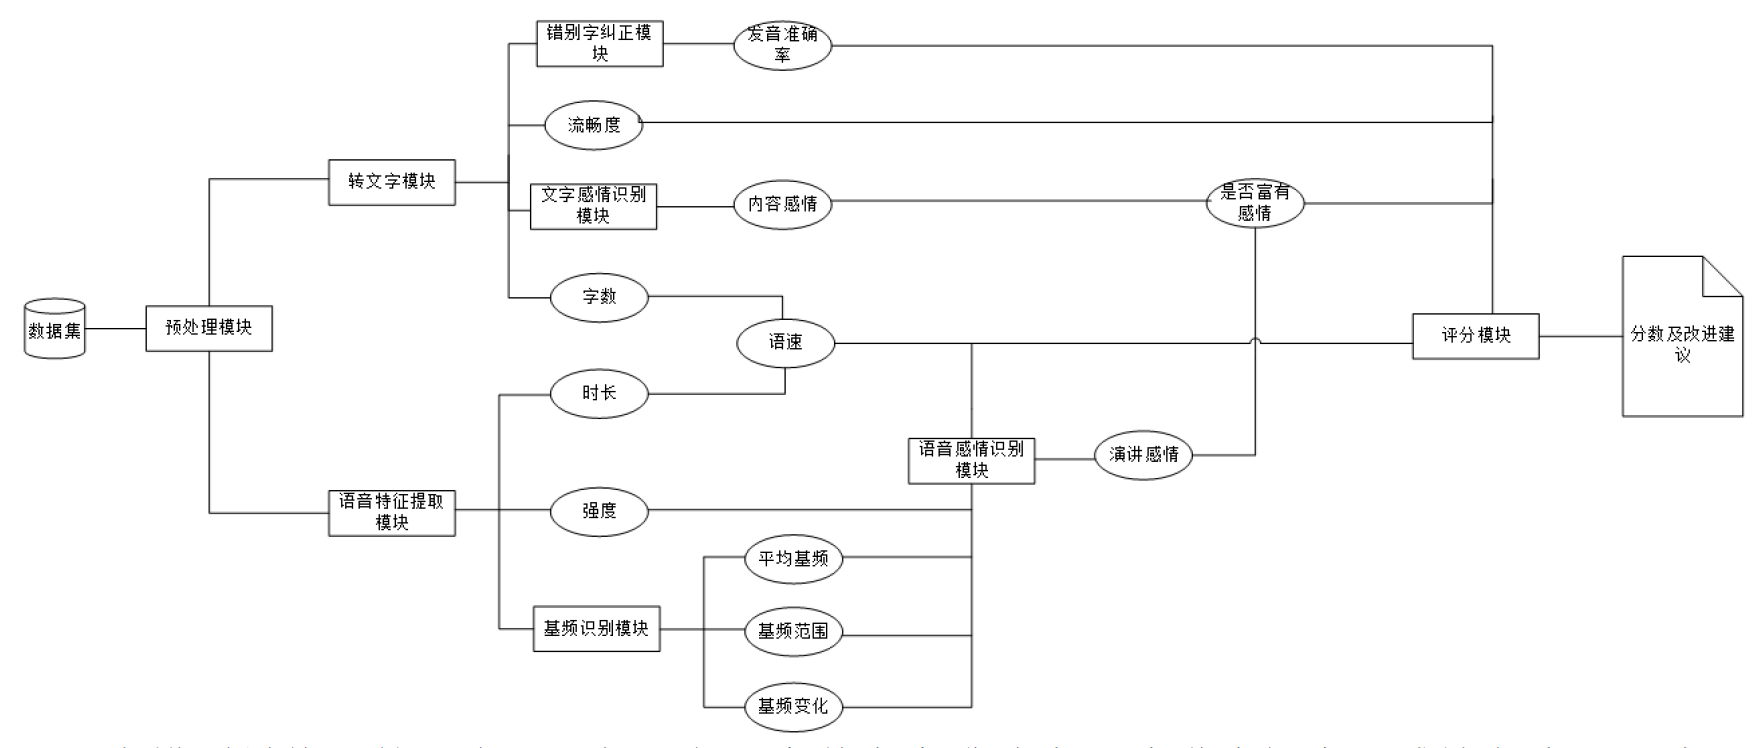 错别字纠正模
块
发音准确
率
流畅度
转文字模块
文字感情识别
模块
内容感情
是否富有
感情
字数
数据集
预处理模块
语速
评分模块
分数及改进建
议
时长
语音感情识别
模块
演讲感情
语音特征提取
模块
强度
平均基频
基频识别模块
基频范围
基频变化